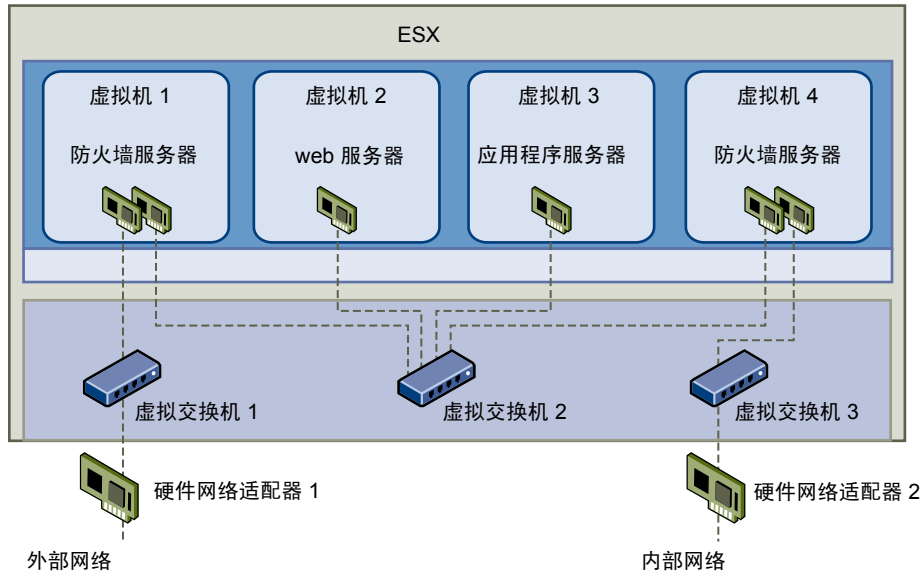 ESX
虚拟机 1
虚拟机 2
虚拟机 3
虚拟机 4
防火墙服务器
web 服务器
应用程序服务器
防火墙服务器
虚拟交换机 1
虚拟交换机 2
虚拟交换机 3
硬件网络适配器 1
硬件网络适配器 2
外部网络
内部网络